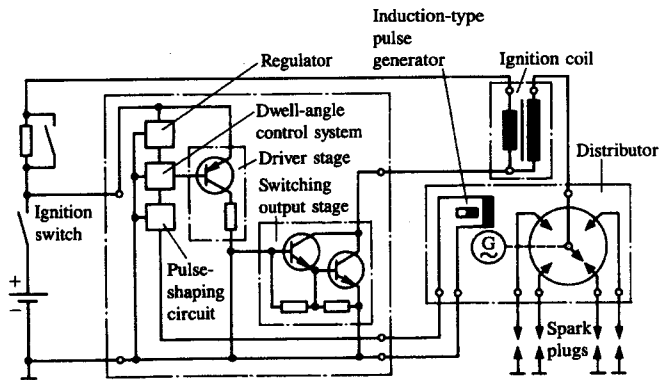 Induction-type
pulse
generator
Ignition coil
Regulator
Dwell-angle
control system
Driver stage
Switching
output stage
Distributor
Ignition
switch
G
~
+
−
Pulse-
shaping
circuit
Spark
plugs